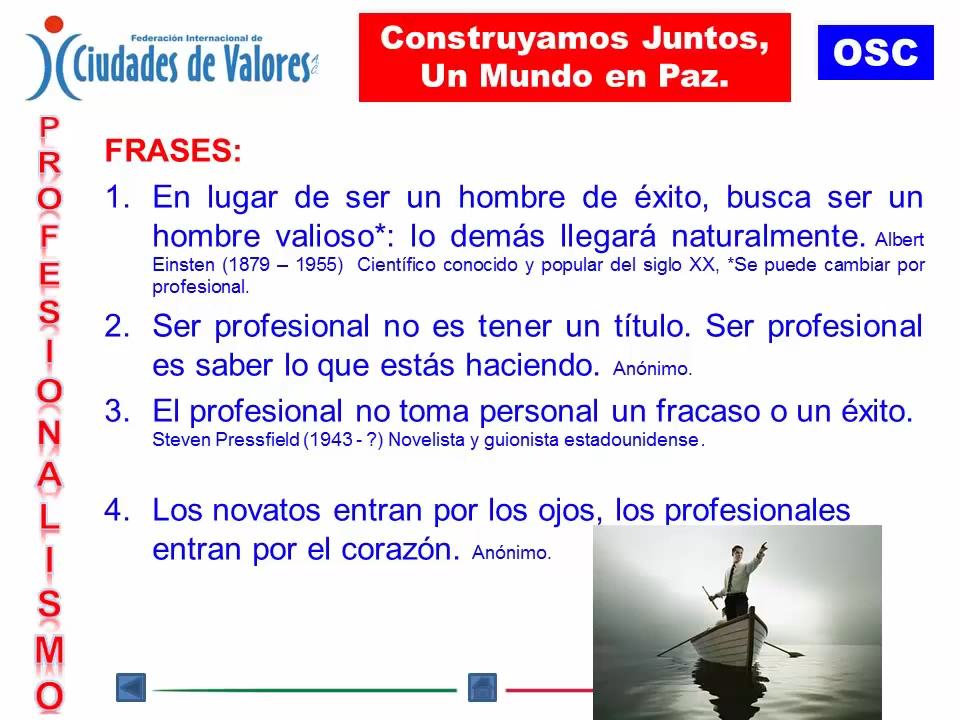 Federación Internacional de
Ciudades de Valores A.C.
Construyamos Juntos,
Un Mundo en Paz.
OSC
PROFESIONALISMO
FRASES:
1. En lugar de ser un hombre de éxito, busca ser un
hombre valioso*: lo demás llegará naturalmente. Albert
Einsten (1879 – 1955) Científico conocido y popular del siglo XX, *Se puede cambiar por
profesional.
2. Ser profesional no es tener un título. Ser profesional
es saber lo que estás haciendo. Anónimo.
3. El profesional no toma personal un fracaso o un éxito.
Steven Pressfield (1943 - ?) Novelista y guionista estadounidense.
4. Los novatos entran por los ojos, los profesionales
entran por el corazón. Anónimo.